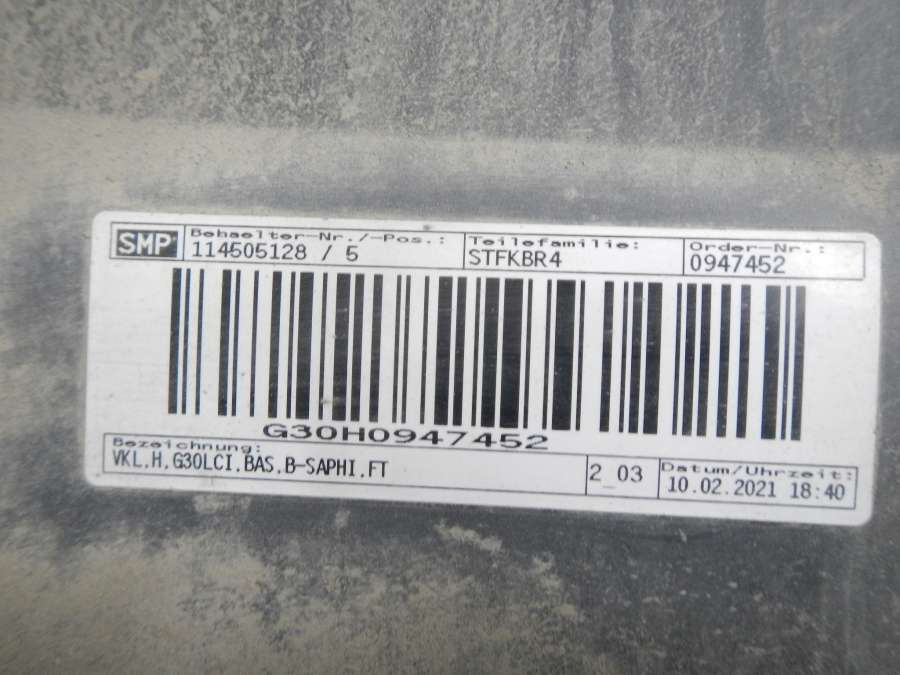 SMP
Behaelter-Nr./-Pos.:
114505128 / 5
Teilefamilie:
STFKBR4
Order-Nr.:
0947452
G30H0947452
Bezeichnung:
VKL.H.G30LCI.BAS.B-SAPHI.FT
2_03
Datum/Uhrzeit:
10.02.2021 18:40